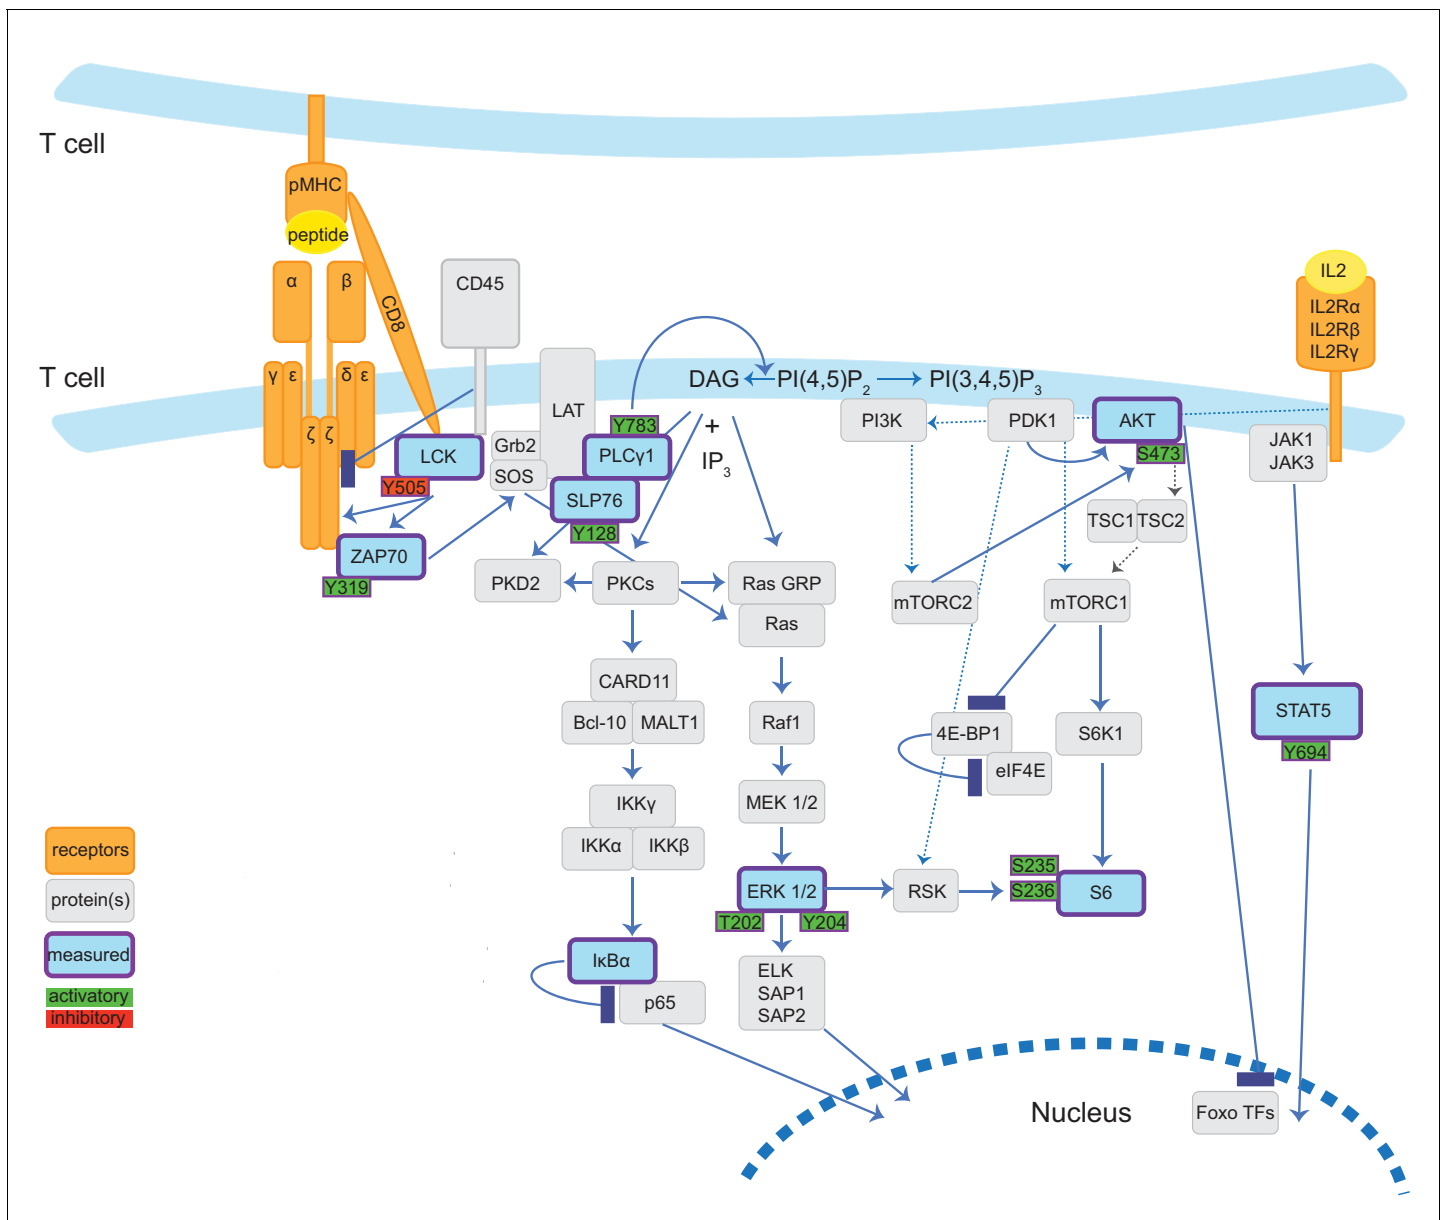 T cell
pMHC
peptide
α
β
CD8
CD45
IL2
IL2Rα
IL2Rβ
IL2Rγ
T cell
γ
ε
δ
ε
ζ
ζ
LAT
DAG
PI(4,5)P2
PI(3,4,5)P3
+
IP3
PI3K
PDK1
AKT
S473
JAK1
JAK3
LCK
Y505
Grb2
SOS
Y783
PLCγ1
SLP76
Y128
ZAP70
Y319
TSC1
TSC2
PKD2
PKCs
Ras GRP
Ras
mTORC2
mTORC1
CARD11
Bcl-10
MALT1
Raf1
4E-BP1
eIF4E
S6K1
STAT5
Y694
IKKγ
IKKα
IKKβ
MEK 1/2
ERK 1/2
T202
Y204
RSK
S235
S236
S6
IκBα
p65
ELK
SAP1
SAP2
Nucleus
Foxo TFs
receptors
protein(s)
measured
activatory
inhibitory